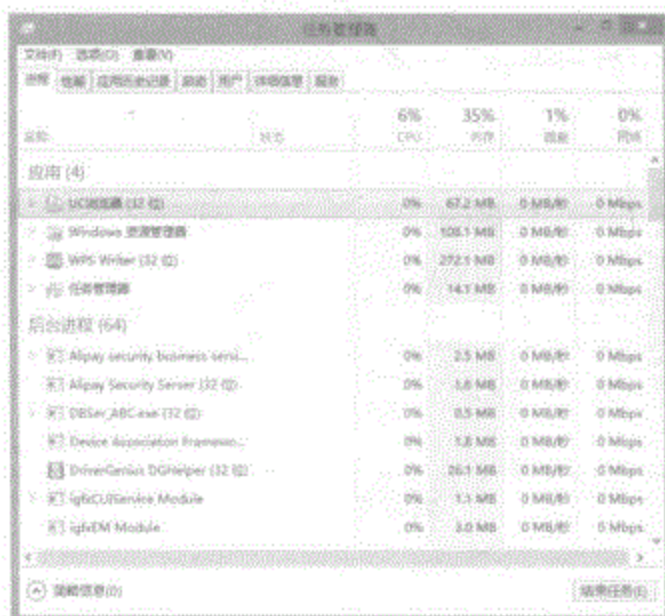 任务管理器
文件(F) 选项(O) 查看(V)
进程 性能 应用历史记录 启动 用户 详细信息 服务
6% 35% 1% 0%
名称 状态 CPU 内存 磁盘 网络
应用 (4)
UC浏览器 (32 位) 0% 67.2 MB 0 MB/秒 0 Mbps
Windows 资源管理器 0% 108.1 MB 0 MB/秒 0 Mbps
WPS Writer (32 位) 0% 272.1 MB 0 MB/秒 0 Mbps
任务管理器 0% 14.1 MB 0 MB/秒 0 Mbps
后台进程 (64)
Alipay security business servi... 0% 2.5 MB 0 MB/秒 0 Mbps
Alipay Security Server (32 位) 0% 1.6 MB 0 MB/秒 0 Mbps
DBSer_ABC.exe (32 位) 0% 0.5 MB 0 MB/秒 0 Mbps
Device Association Framewo... 0% 1.8 MB 0 MB/秒 0 Mbps
DriverGenius DGHelper (32 位) 0% 26.1 MB 0 MB/秒 0 Mbps
igfxCUIService Module 0% 1.1 MB 0 MB/秒 0 Mbps
igfxEM Module 0% 3.0 MB 0 MB/秒 0 Mbps
简略信息(D) 结束任务(E)